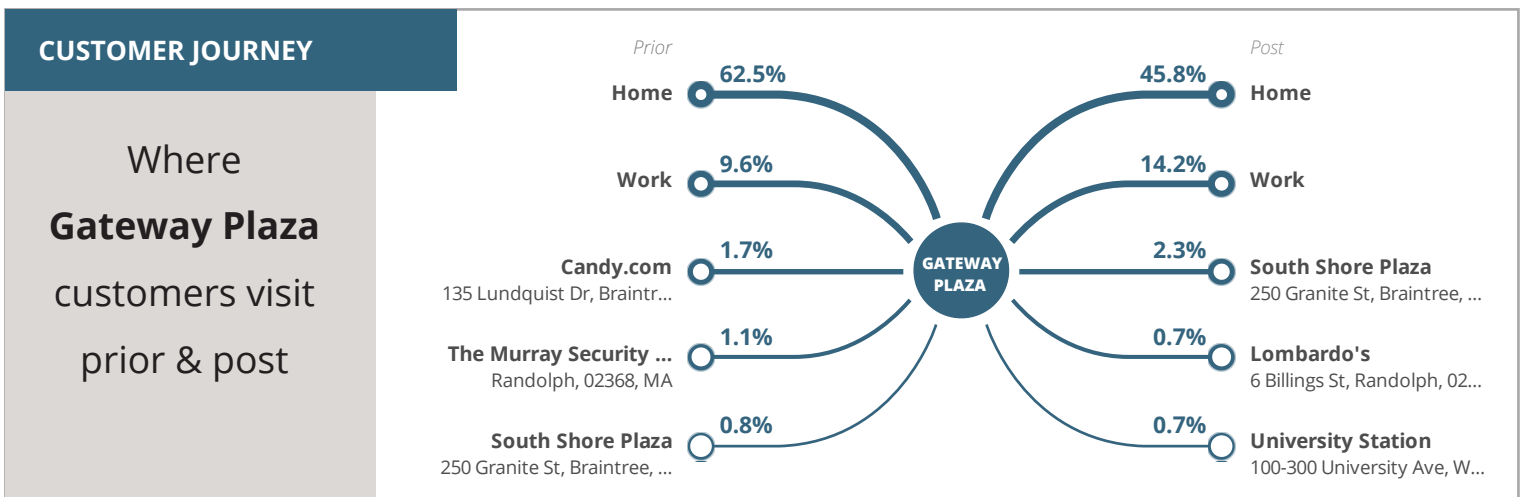 CUSTOMER JOURNEY
Where
Gateway Plaza
customers visit
prior & post
Prior
62.5%
Home
9.6%
Work
1.7%
Candy.com
135 Lundquist Dr, Braintr...
1.1%
The Murray Security ...
Randolph, 02368, MA
0.8%
South Shore Plaza
250 Granite St, Braintree, ...
GATEWAY
PLAZA
Post
45.8%
Home
14.2%
Work
2.3%
South Shore Plaza
250 Granite St, Braintree, ...
0.7%
Lombardo's
6 Billings St, Randolph, 02...
0.7%
University Station
100-300 University Ave, W...